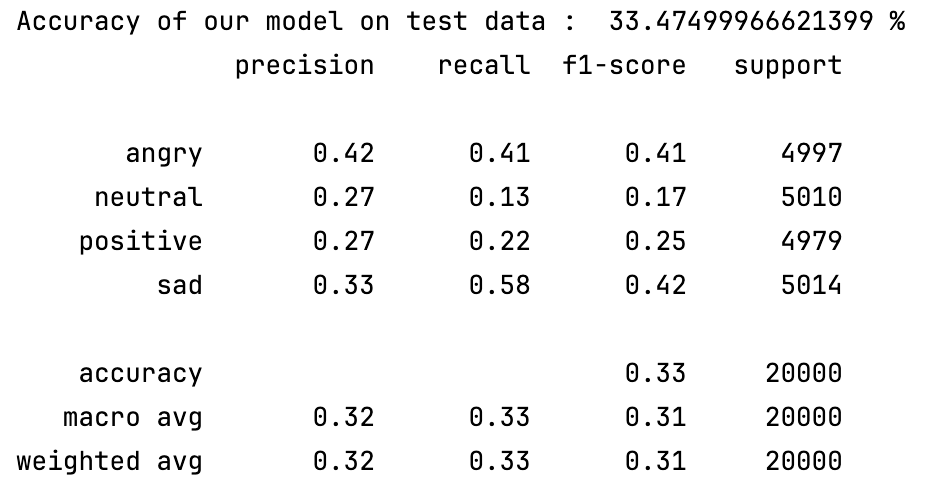 Accuracy of our model on test data :  33.47499966621399 %
              precision    recall  f1-score   support

       angry       0.42      0.41      0.41      4997
     neutral       0.27      0.13      0.17      5010
    positive       0.27      0.22      0.25      4979
         sad       0.33      0.58      0.42      5014

    accuracy                           0.33     20000
   macro avg       0.32      0.33      0.31     20000
weighted avg       0.32      0.33      0.31     20000